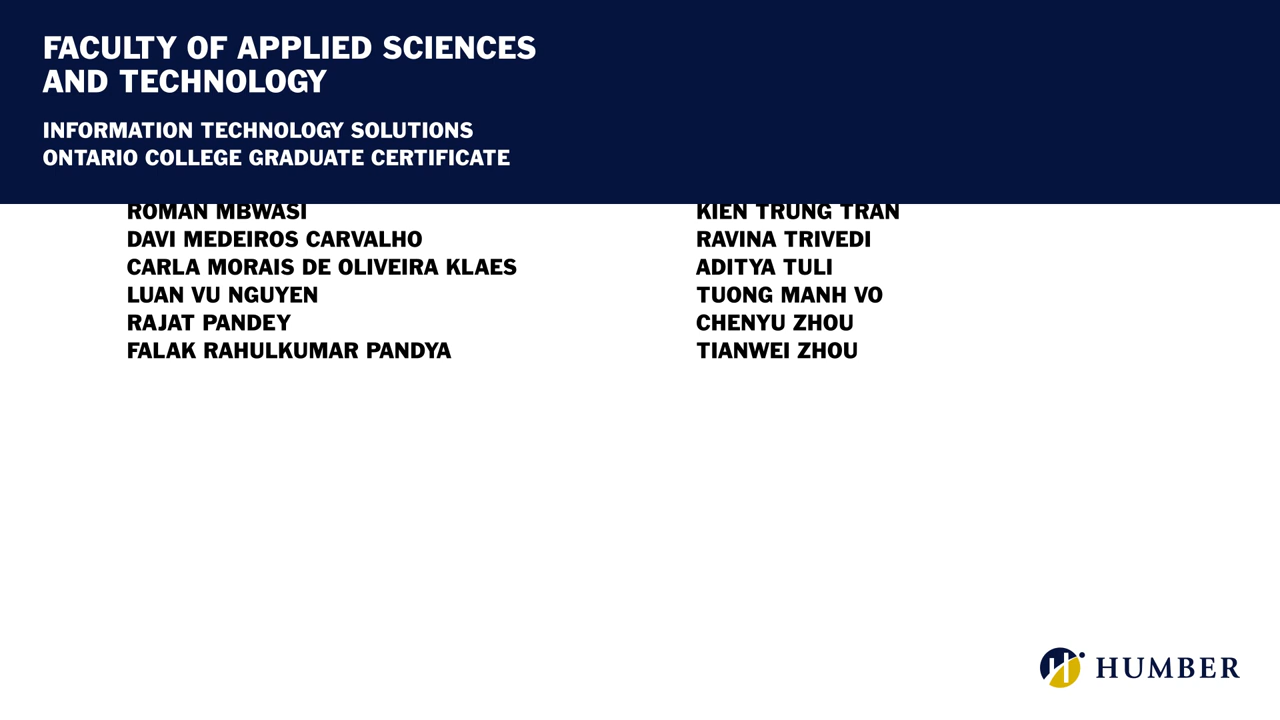 FACULTY OF APPLIED SCIENCES
AND TECHNOLOGY
INFORMATION TECHNOLOGY SOLUTIONS
ONTARIO COLLEGE GRADUATE CERTIFICATE
ROMAN MBWASI
DAVI MEDEIROS CARVALHO
CARLA MORAIS DE OLIVEIRA KLAES
LUAN VU NGUYEN
RAJAT PANDEY
FALAK RAHULKUMAR PANDYA
KIEN TRUNG TRAN
RAVINA TRIVEDI
ADITYA TULI
TUONG MANH VO
CHENYU ZHOU
TIANWEI ZHOU
HUMBER